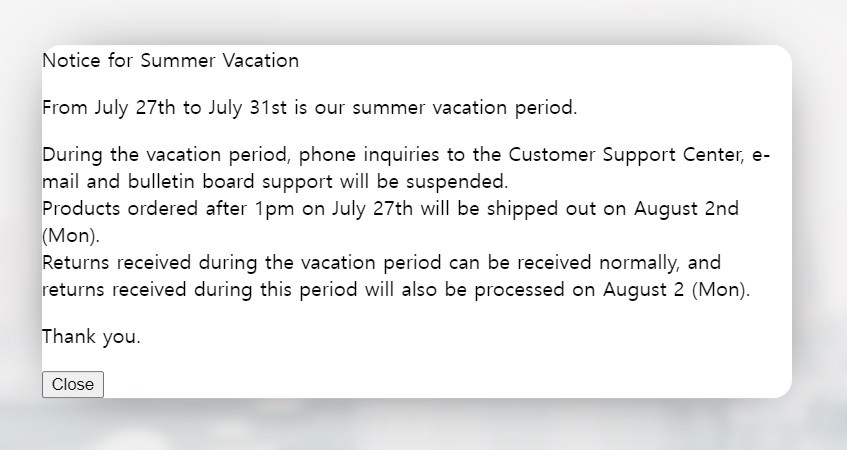 Notice for Summer Vacation
From July 27th to July 31st is our summer vacation period.
During the vacation period, phone inquiries to the Customer Support Center, e-
mail and bulletin board support will be suspended.
Products ordered after 1pm on July 27th will be shipped out on August 2nd
(Mon).
Returns received during the vacation period can be received normally, and
returns received during this period will also be processed on August 2 (Mon).
Thank you.
Close